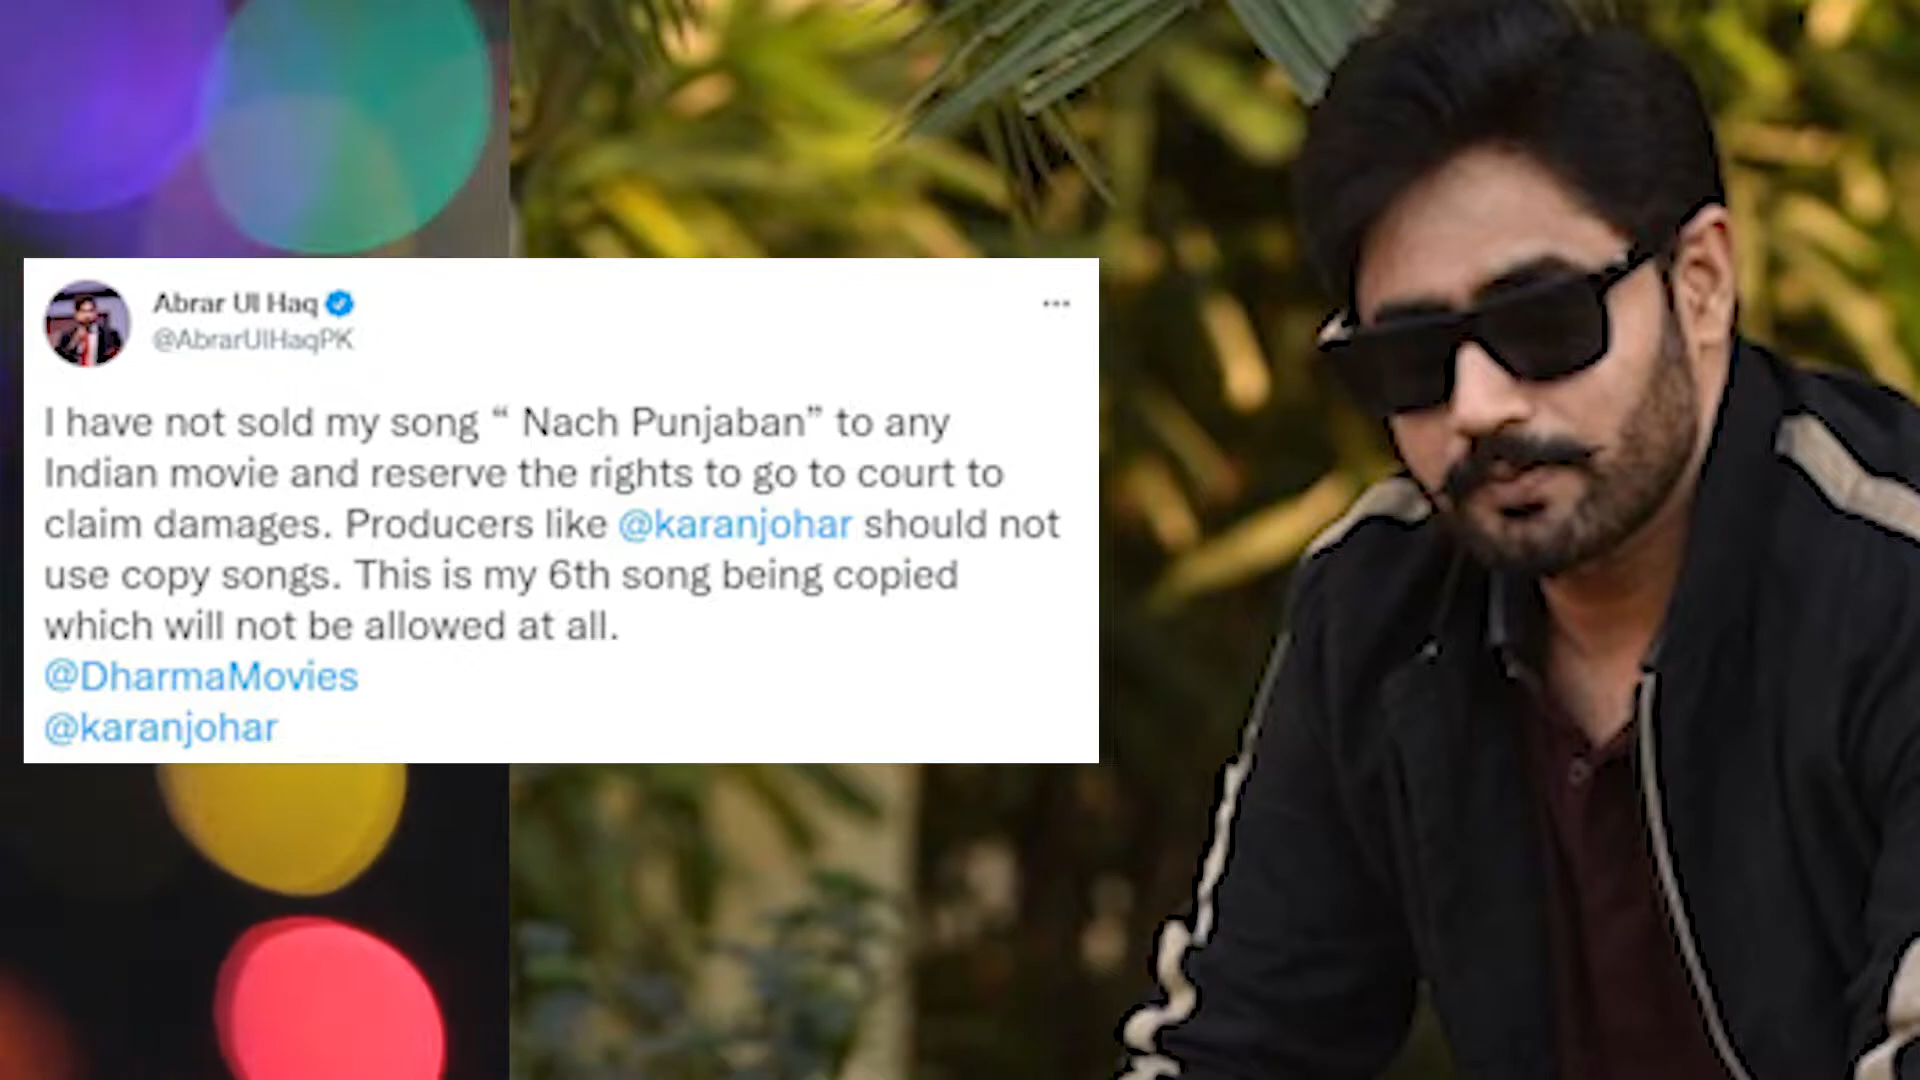 Abrar Ul Haq
@AbrarUlHaqPK
I have not sold my song “ Nach Punjaban” to any
Indian movie and reserve the rights to go to court to
claim damages. Producers like @karanjohar should not
use copy songs. This is my 6th song being copied
which will not be allowed at all.
@DharmaMovies
@karanjohar